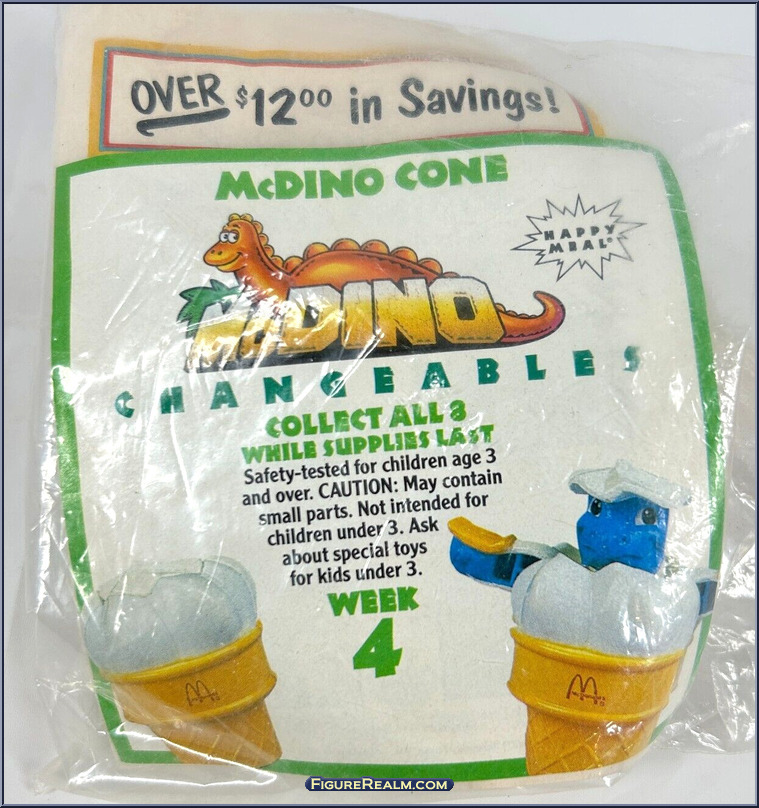 OVER $12⁰⁰ in Savings!
McDINO CONE
HAPPY
MEAL®
McDINO
CHANGEABLES
COLLECT ALL 8
WHILE SUPPLIES LAST
Safety-tested for children age 3
and over. CAUTION: May contain
small parts. Not intended for
children under 3. Ask
about special toys
for kids under 3.
WEEK
4
FIGUREREALM.COM